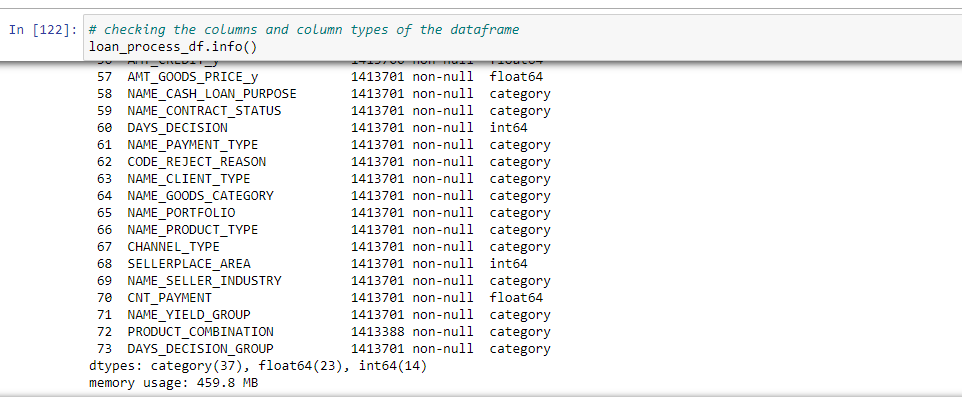 In [122]: # checking the columns and column types of the dataframe
loan_process_df.info()
57 AMT_GOODS_PRICE_y 1413701 non-null float64
58 NAME_CASH_LOAN_PURPOSE 1413701 non-null category
59 NAME_CONTRACT_STATUS 1413701 non-null category
60 DAYS_DECISION 1413701 non-null int64
61 NAME_PAYMENT_TYPE 1413701 non-null category
62 CODE_REJECT_REASON 1413701 non-null category
63 NAME_CLIENT_TYPE 1413701 non-null category
64 NAME_GOODS_CATEGORY 1413701 non-null category
65 NAME_PORTFOLIO 1413701 non-null category
66 NAME_PRODUCT_TYPE 1413701 non-null category
67 CHANNEL_TYPE 1413701 non-null category
68 SELLERPLACE_AREA 1413701 non-null int64
69 NAME_SELLER_INDUSTRY 1413701 non-null category
70 CNT_PAYMENT 1413701 non-null float64
71 NAME_YIELD_GROUP 1413701 non-null category
72 PRODUCT_COMBINATION 1413388 non-null category
73 DAYS_DECISION_GROUP 1413701 non-null category
dtypes: category(37), float64(23), int64(14)
memory usage: 459.8 MB